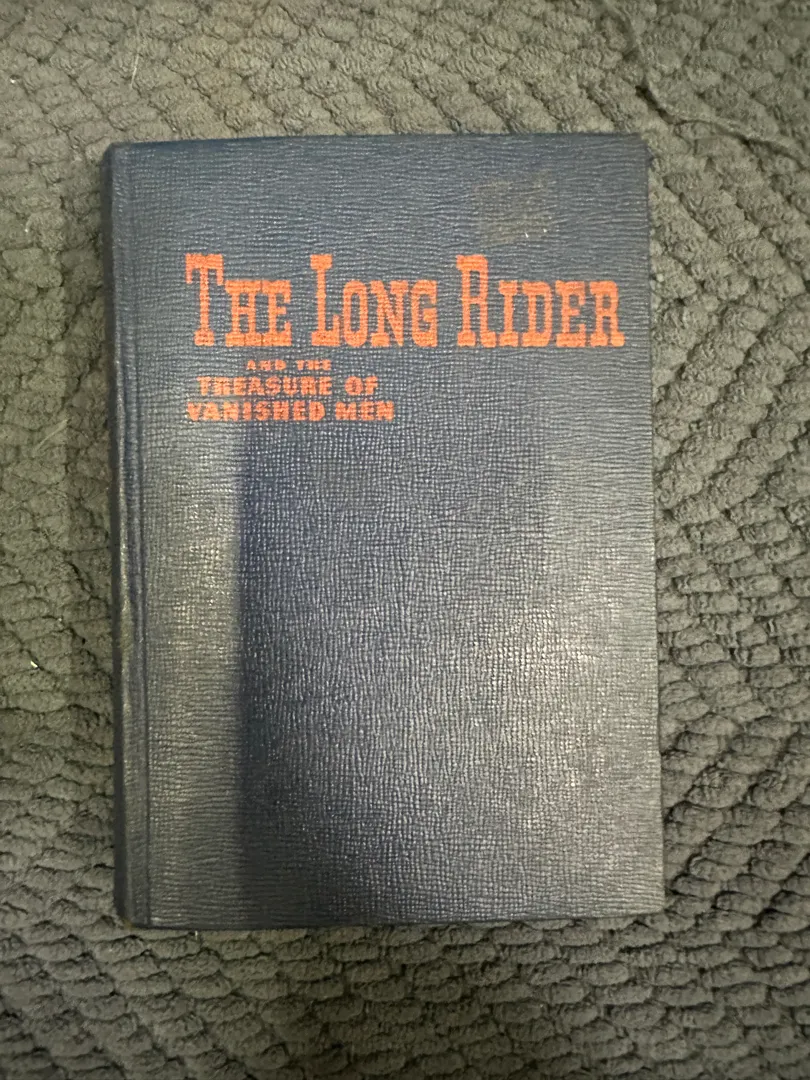 THE LONG RIDER
AND THE
TREASURE OF
VANISHED MEN